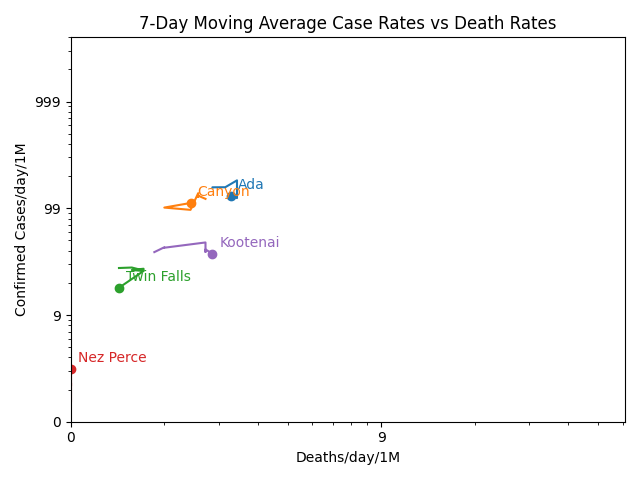 7-Day Moving Average Case Rates vs Death Rates
Confirmed Cases/day/1M
999
99
9
0
Ada
Canyon
Kootenai
Twin Falls
Nez Perce
0
9
Deaths/day/1M